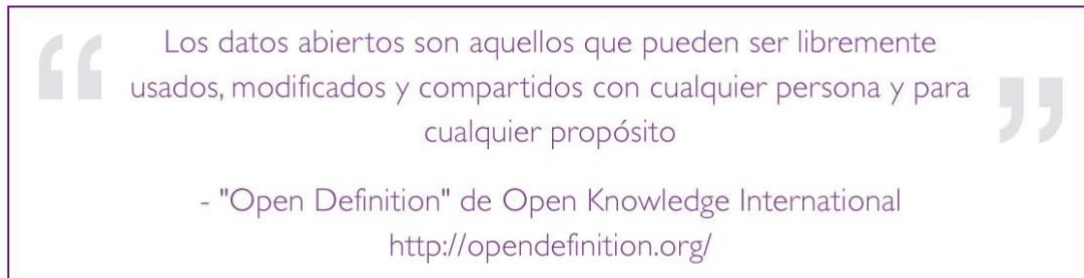 Los datos abiertos son aquellos que pueden ser libremente
usados, modificados y compartidos con cualquier persona y para
cualquier propósito
- "Open Definition" de Open Knowledge International
http://opendefinition.org/